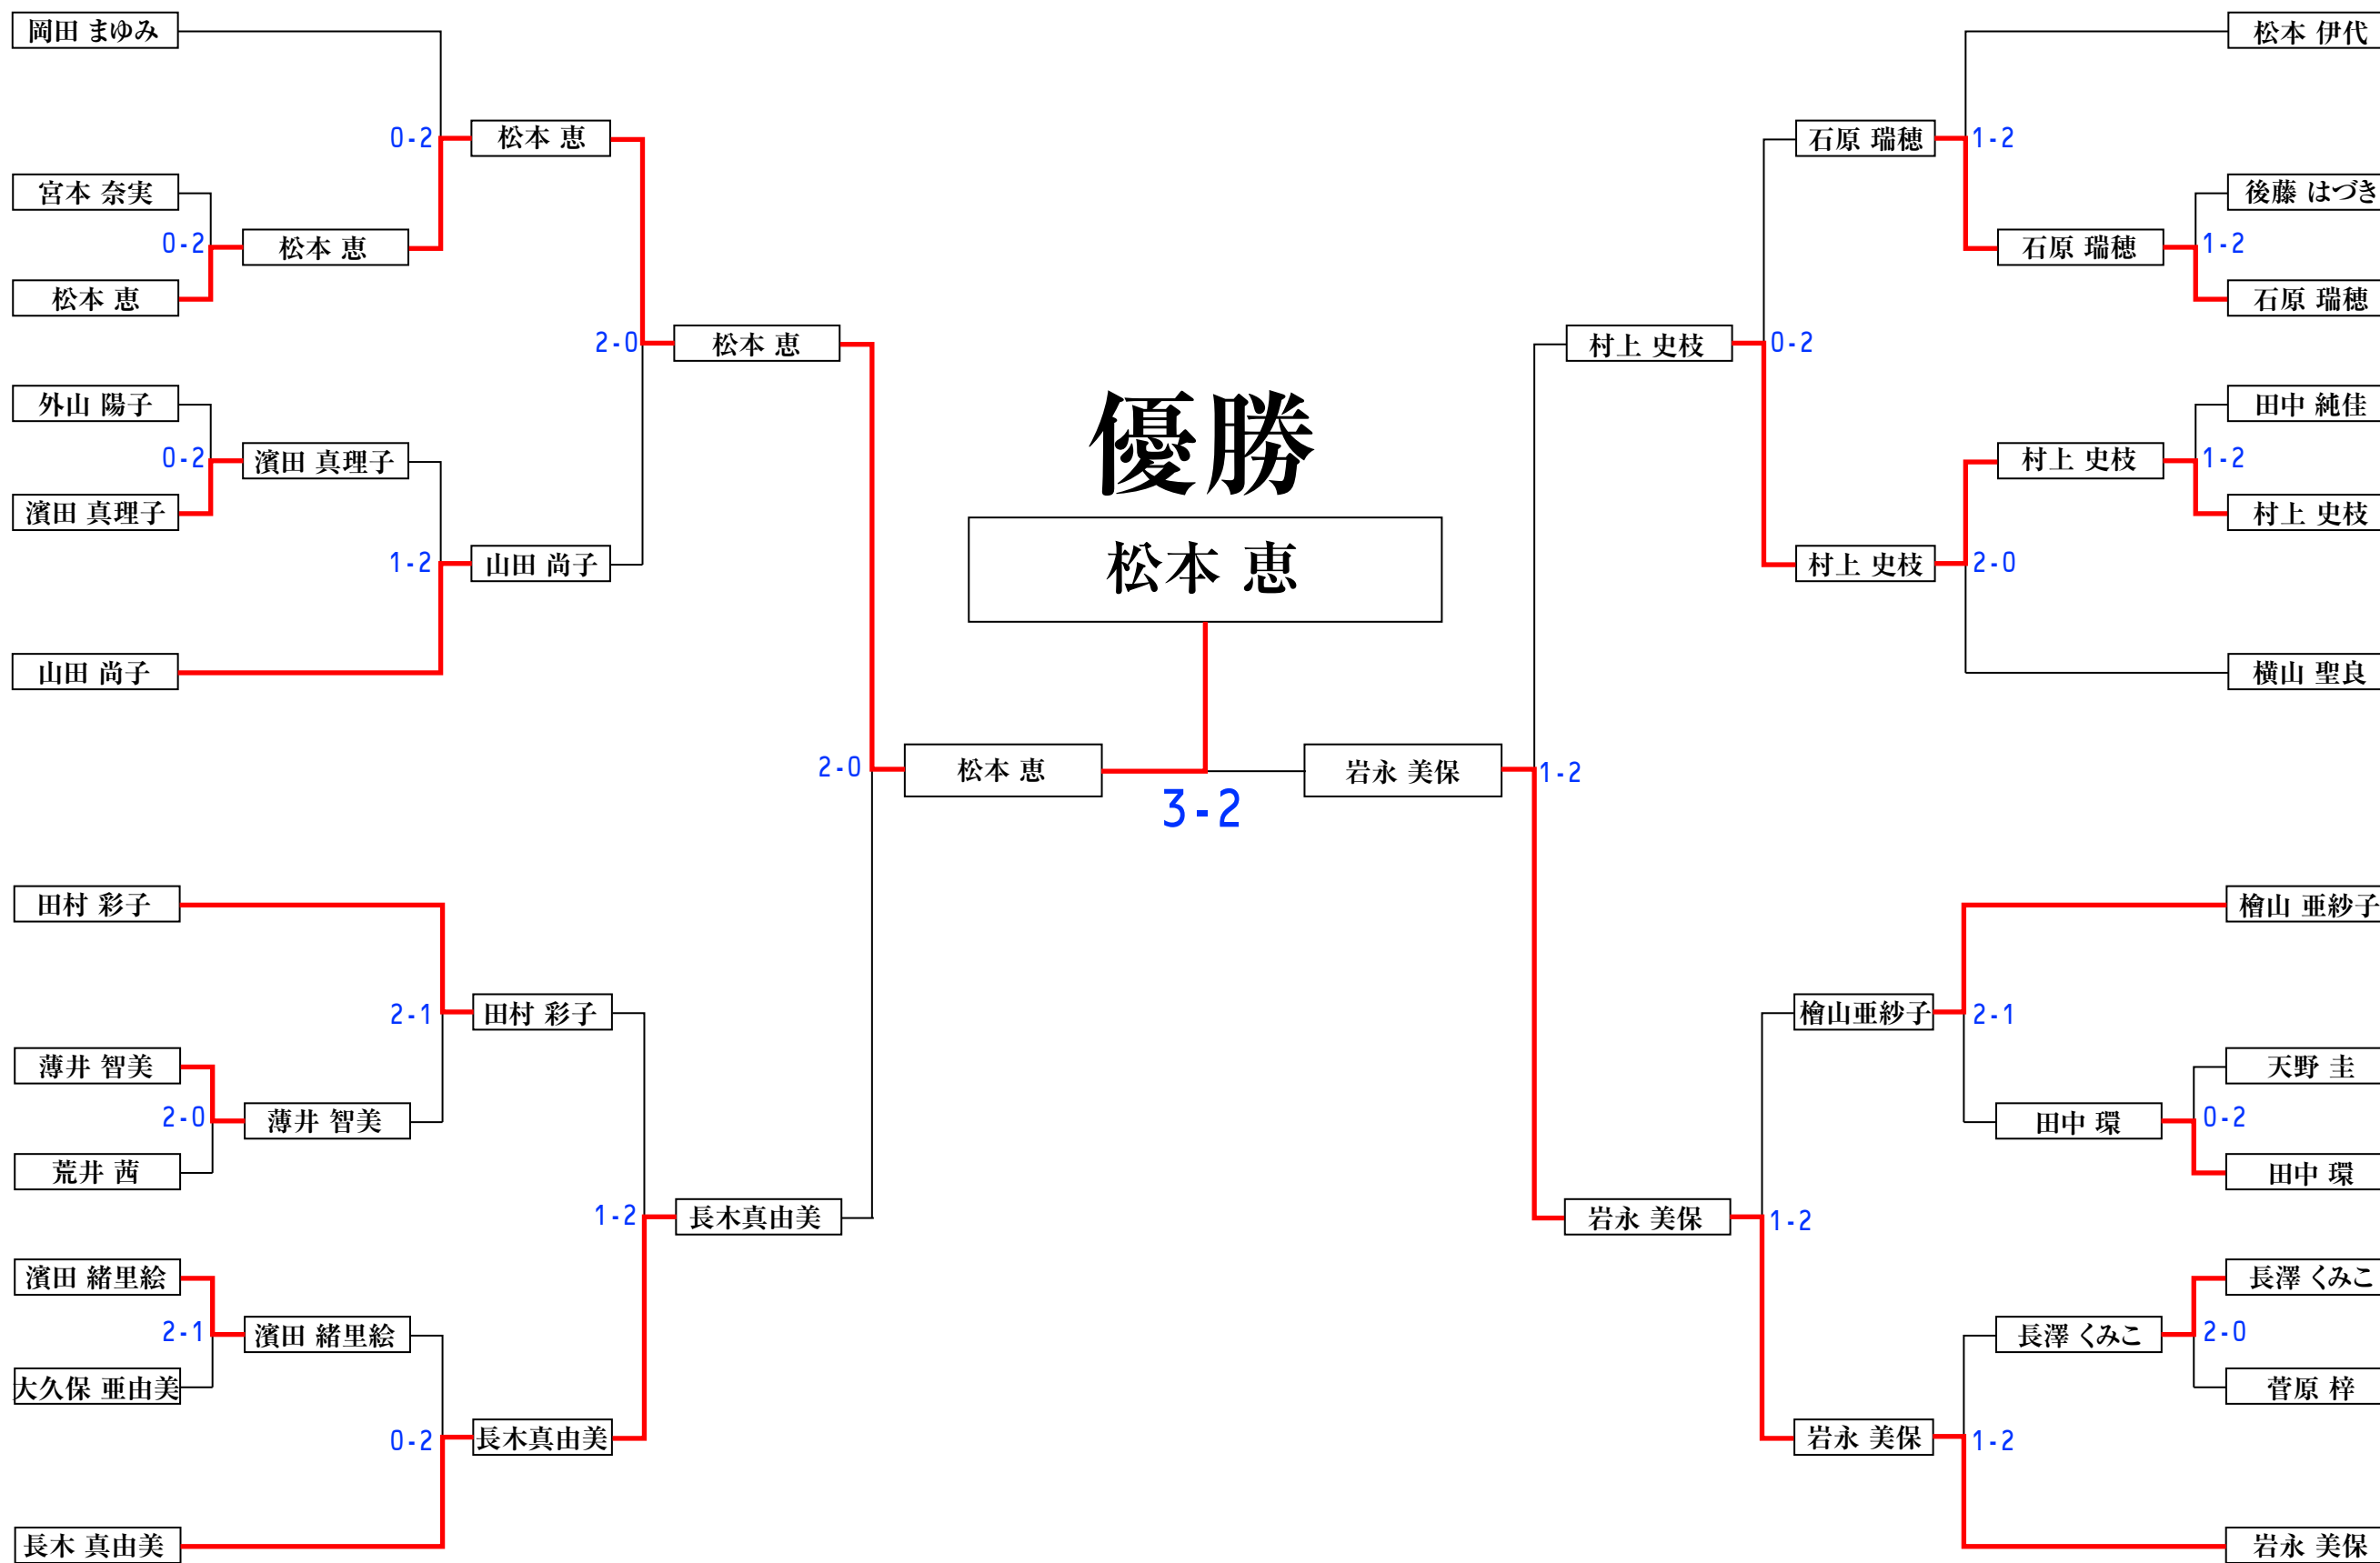 岡田 まゆみ
松本 伊代
0-2
松本 恵
石原 瑞穂
1-2
宮本 奈実
後藤 はづき
0-2
松本 恵
石原 瑞穂
1-2
松本 恵
石原 瑞穂
2-0
松本 恵
村上 史枝
0-2
外山 陽子
田中 純佳
優勝
0-2
濱田 真理子
村上 史枝
1-2
濱田 真理子
村上 史枝
松本 恵
1-2
山田 尚子
村上 史枝
2-0
山田 尚子
横山 聖良
2-0
松本 恵
岩永 美保
1-2
3-2
田村 彩子
檜山 亜紗子
2-1
田村 彩子
檜山亜紗子
2-1
薄井 智美
天野 圭
2-0
薄井 智美
田中 環
0-2
荒井 茜
田中 環
1-2
長木真由美
岩永 美保
1-2
濱田 緒里絵
長澤 くみこ
2-1
濱田 緒里絵
長澤 くみこ
2-0
大久保 亜由美
菅原 梓
0-2
長木真由美
岩永 美保
1-2
長木 真由美
岩永 美保